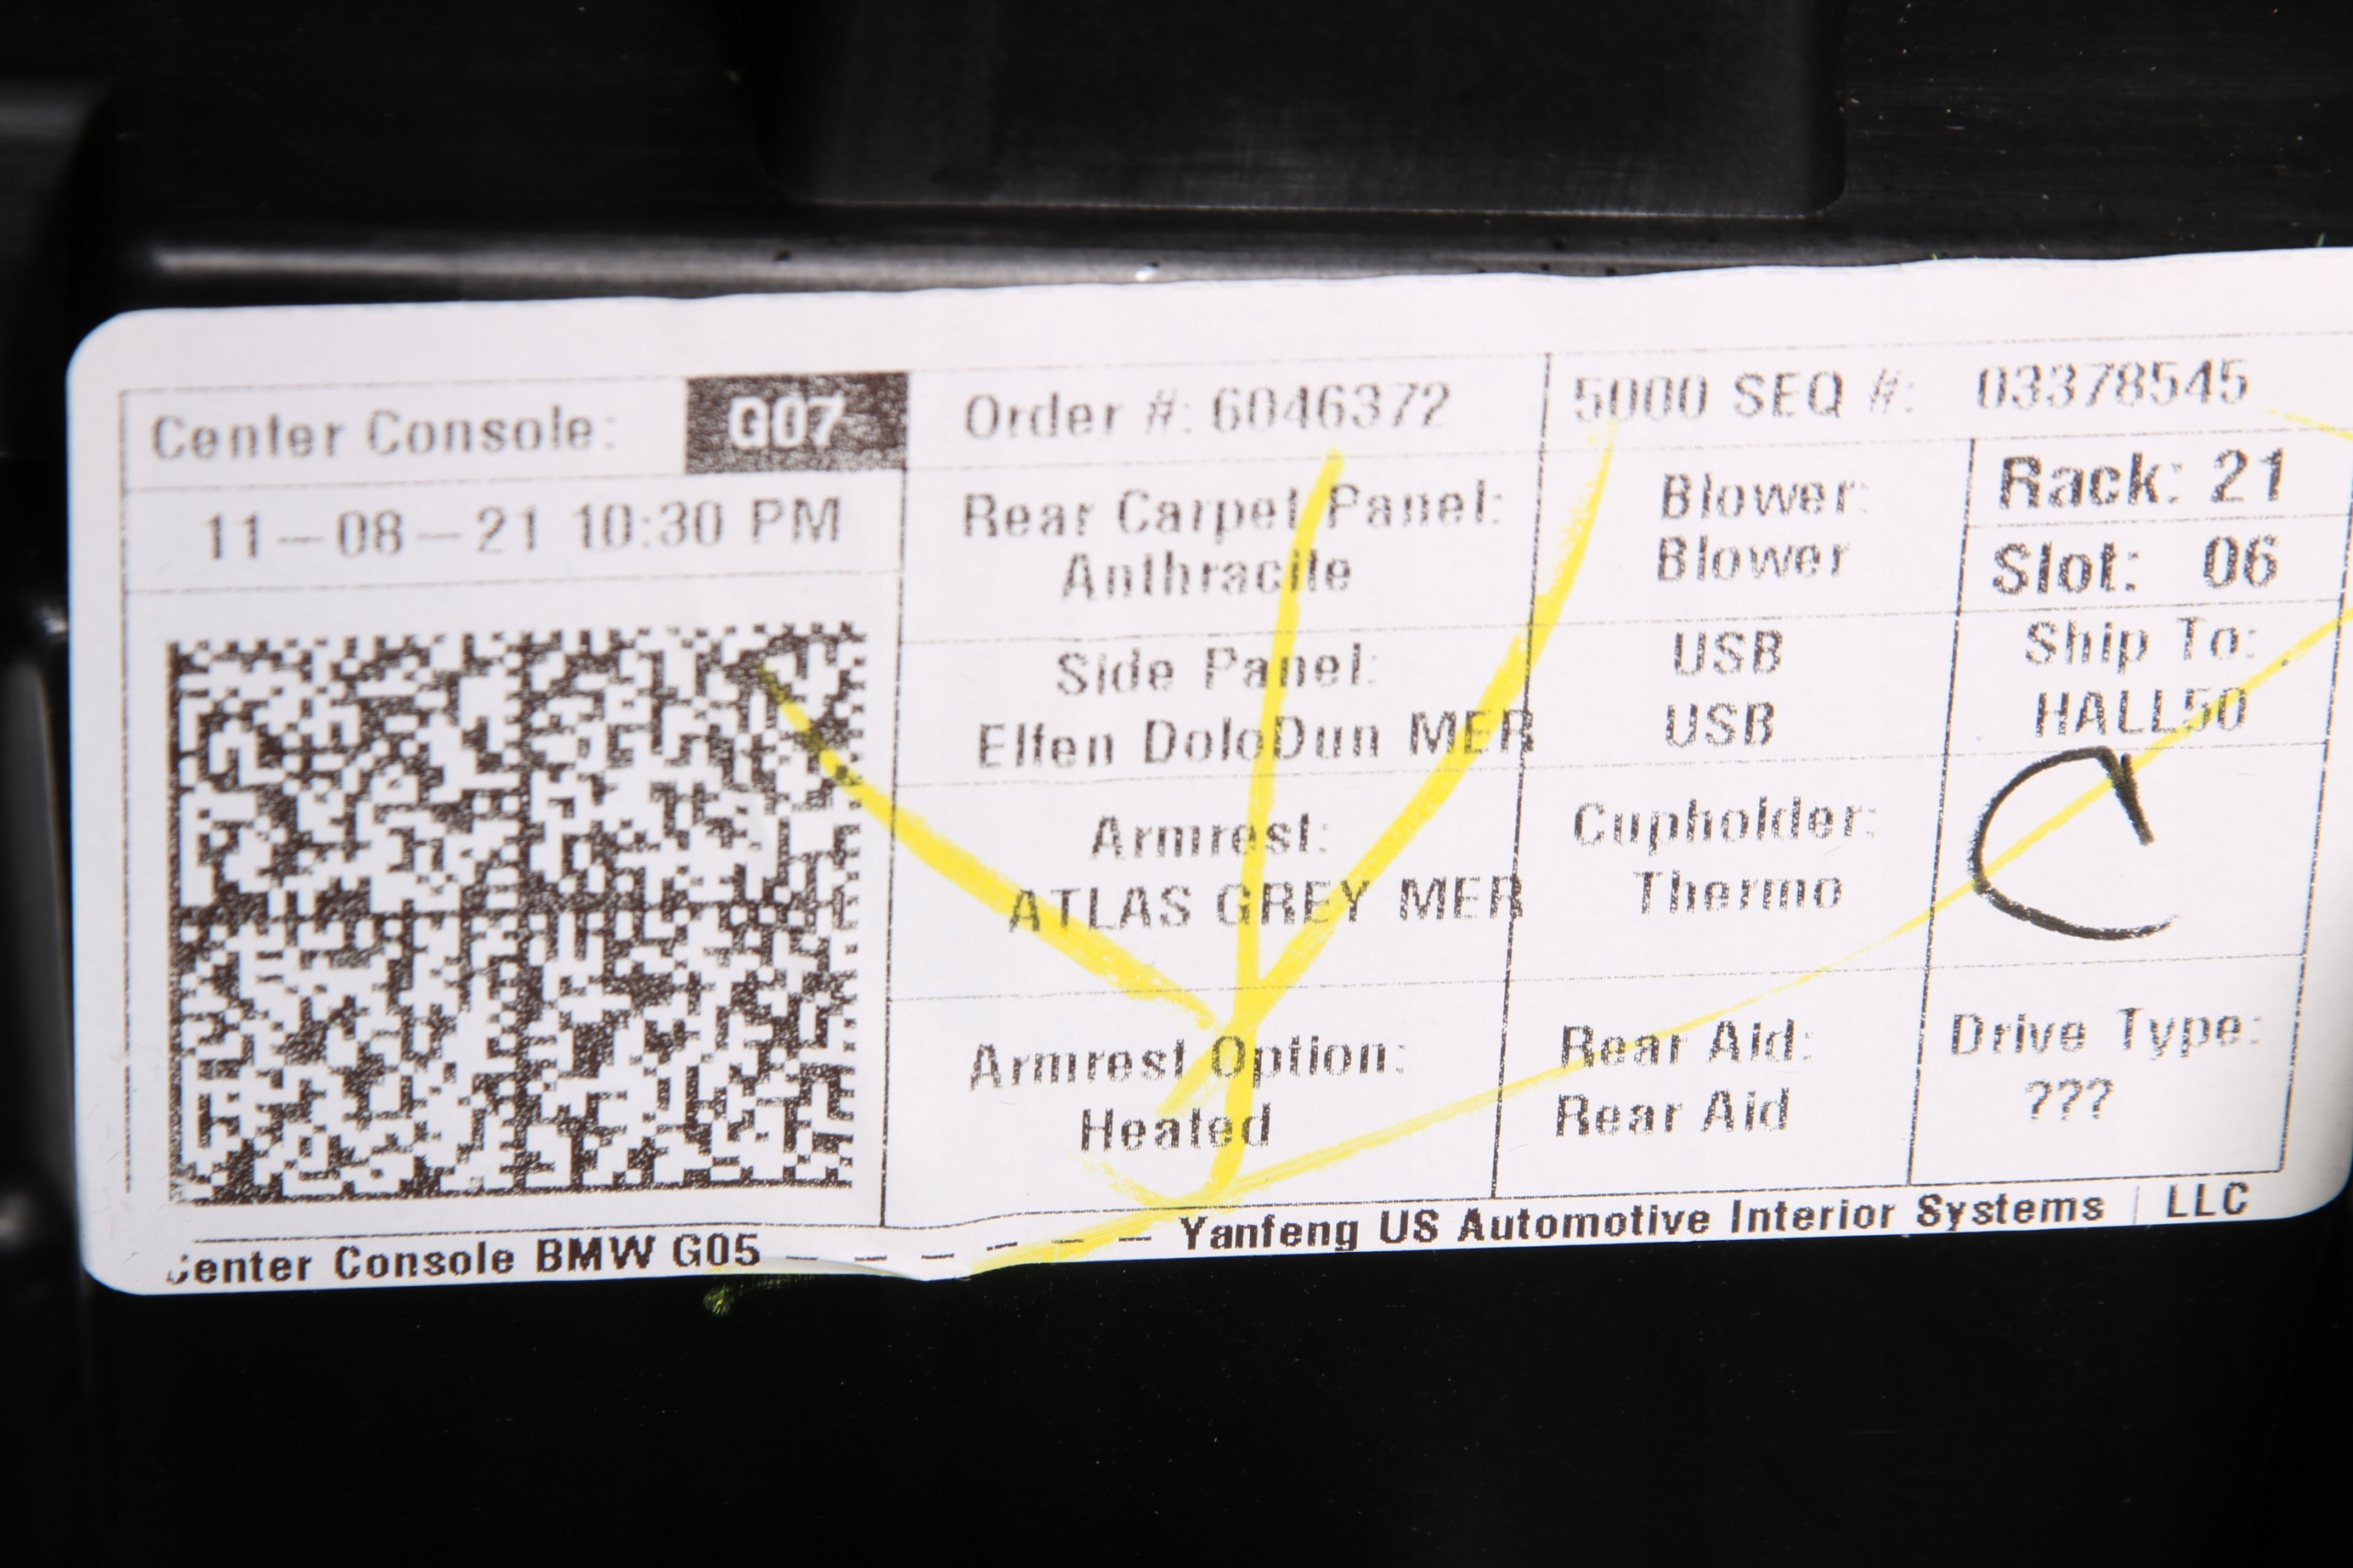 Center Console: G07
11-08-21 10:30 PM
Order #: 6046372
Rear Carpet Panel:
Anthracite
Side Panel:
Elfen DoloDun MER
Armrest:
ATLAS GREY MER
Armrest Option:
Heated
5000 SEQ #: 03378545
Blower:
Blower
USB
USB
Cupholder:
Thermo
Rear Aid:
Rear Aid
Rack: 21
Slot: 06
Ship To:
HALL50
C
Drive Type:
???
Center Console BMW G05 - - - - - - Yanfeng US Automotive Interior Systems | LLC